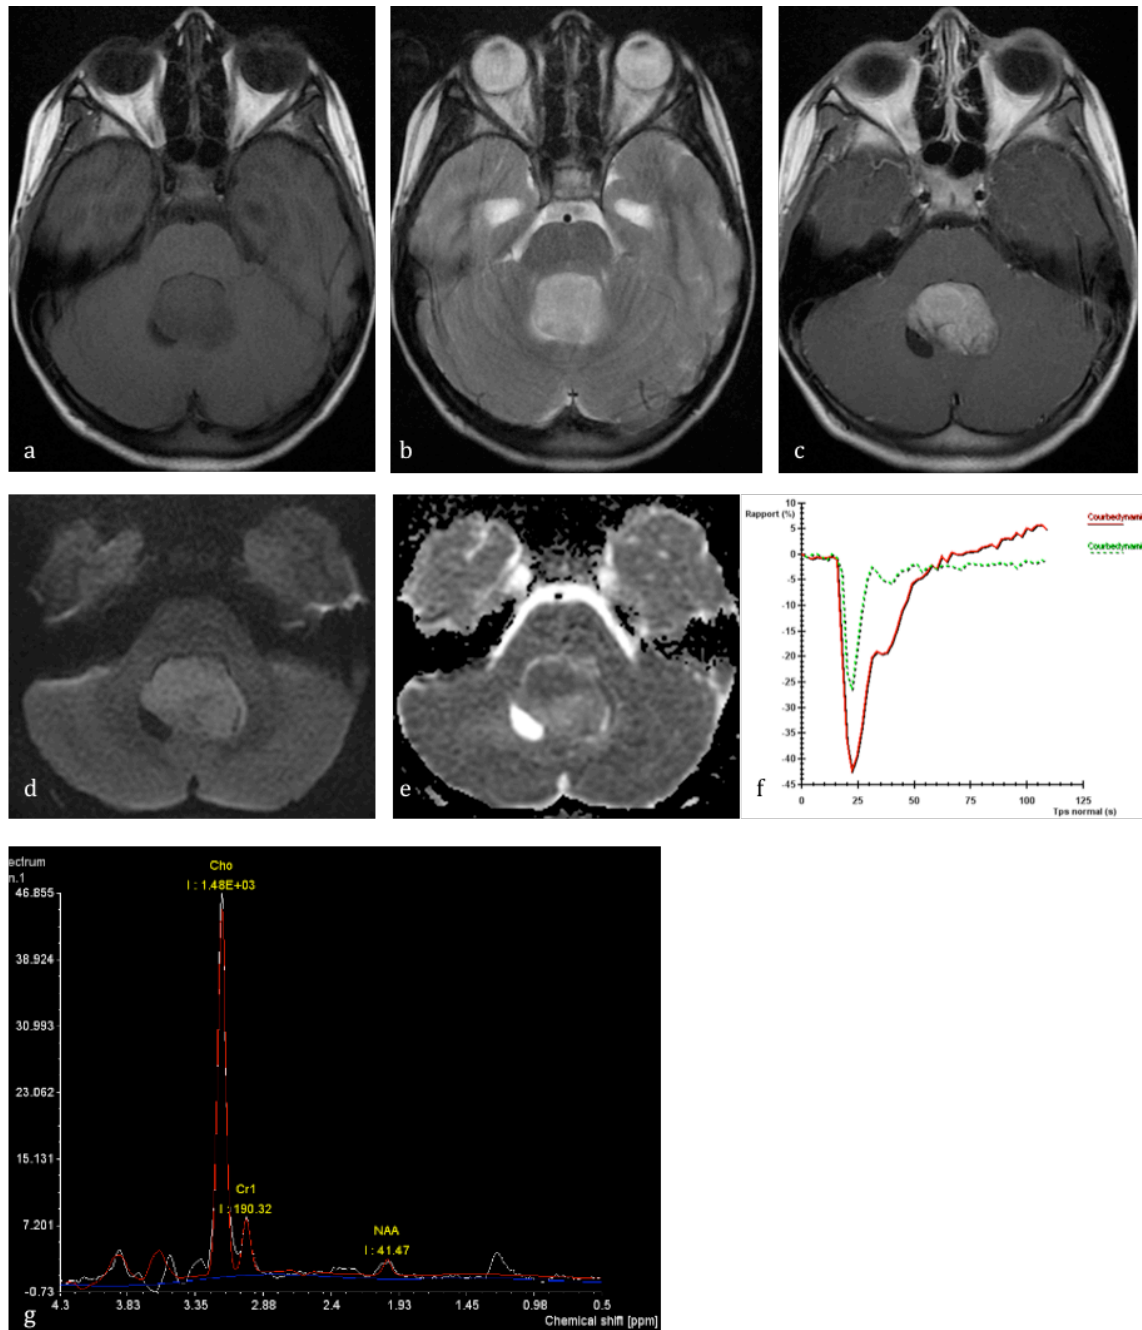 a
b
c
d
e
10
Rapport (%)
5
0
-5
-10
-15
-20
-25
-30
-35
-40
-45
0 25 50 75 100 125
Tps normal (s)
Courbedynami
Courbedynami
f
ectrum
n.1
Cho
I : 1.48E+03
46.855
38.924
30.993
23.062
15.131
Cr1
I : 190.32
7.201
NAA
I : 41.47
-0.73
4.3 3.83 3.35 2.88 2.4 1.93 1.45 0.98 0.5
Chemical shift [ppm]
g